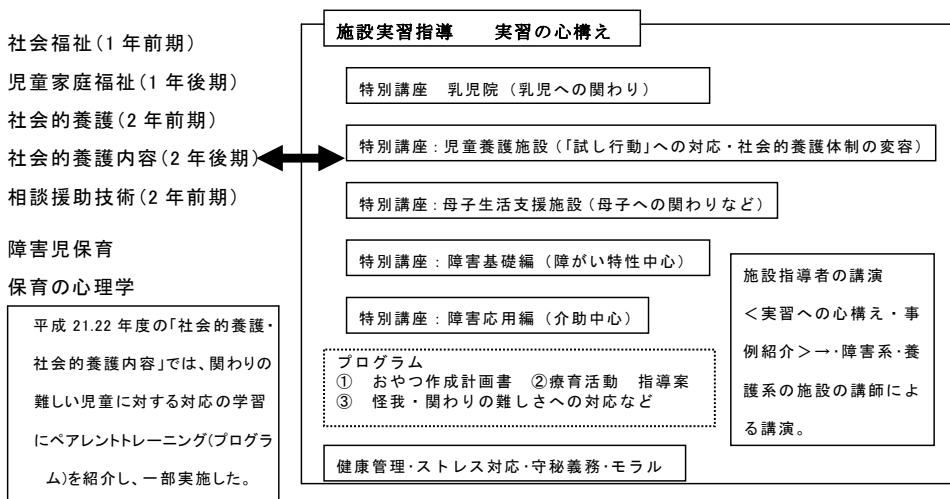 社会福祉(1年前期)
児童家庭福祉(1年後期)
社会的養護(2年前期)
社会的養護内容(2年後期)
相談援助技術(2年前期)
障害児保育
保育の心理学
平成 21.22 年度の「社会的養護・
社会的養護内容」では、関わりの
難しい児童に対する対応の学習
にペアレントトレーニング(プログラ
ム)を紹介し、一部実施した。
施設実習指導　実習の心構え
特別講座　乳児院（乳児への関わり）
特別講座：児童養護施設（「試し行動」への対応・社会的養護体制の変容）
特別講座：母子生活支援施設（母子への関わりなど）
特別講座：障害基礎編（障がい特性中心）
特別講座：障害応用編（介助中心）
プログラム
①　おやつ作成計画書　②療育活動　指導案
③　怪我・関わりの難しさへの対応など
健康管理・ストレス対応・守秘義務・モラル
施設指導者の講演
＜実習への心構え・事
例紹介＞→・障害系・養
護系の施設の講師によ
る講演。